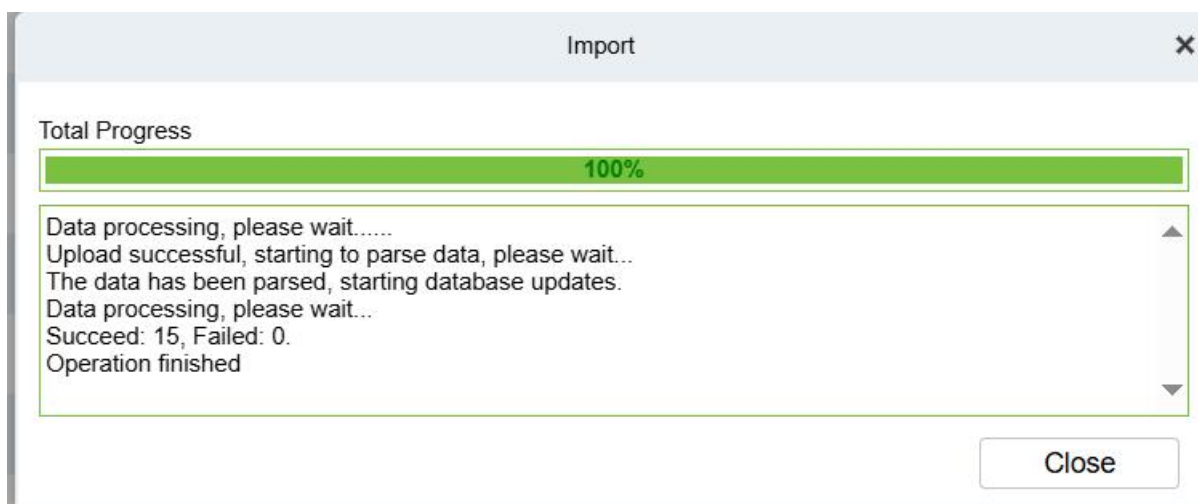 Import
Total Progress
100%
Data processing, please wait......
Upload successful, starting to parse data, please wait...
The data has been parsed, starting database updates.
Data processing, please wait...
Succeed: 15, Failed: 0.
Operation finished
Close